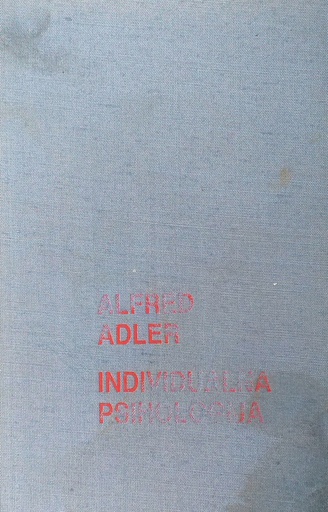 ALFRED
ADLER
INDIVIDUALNA
PSIHOLOGIJA